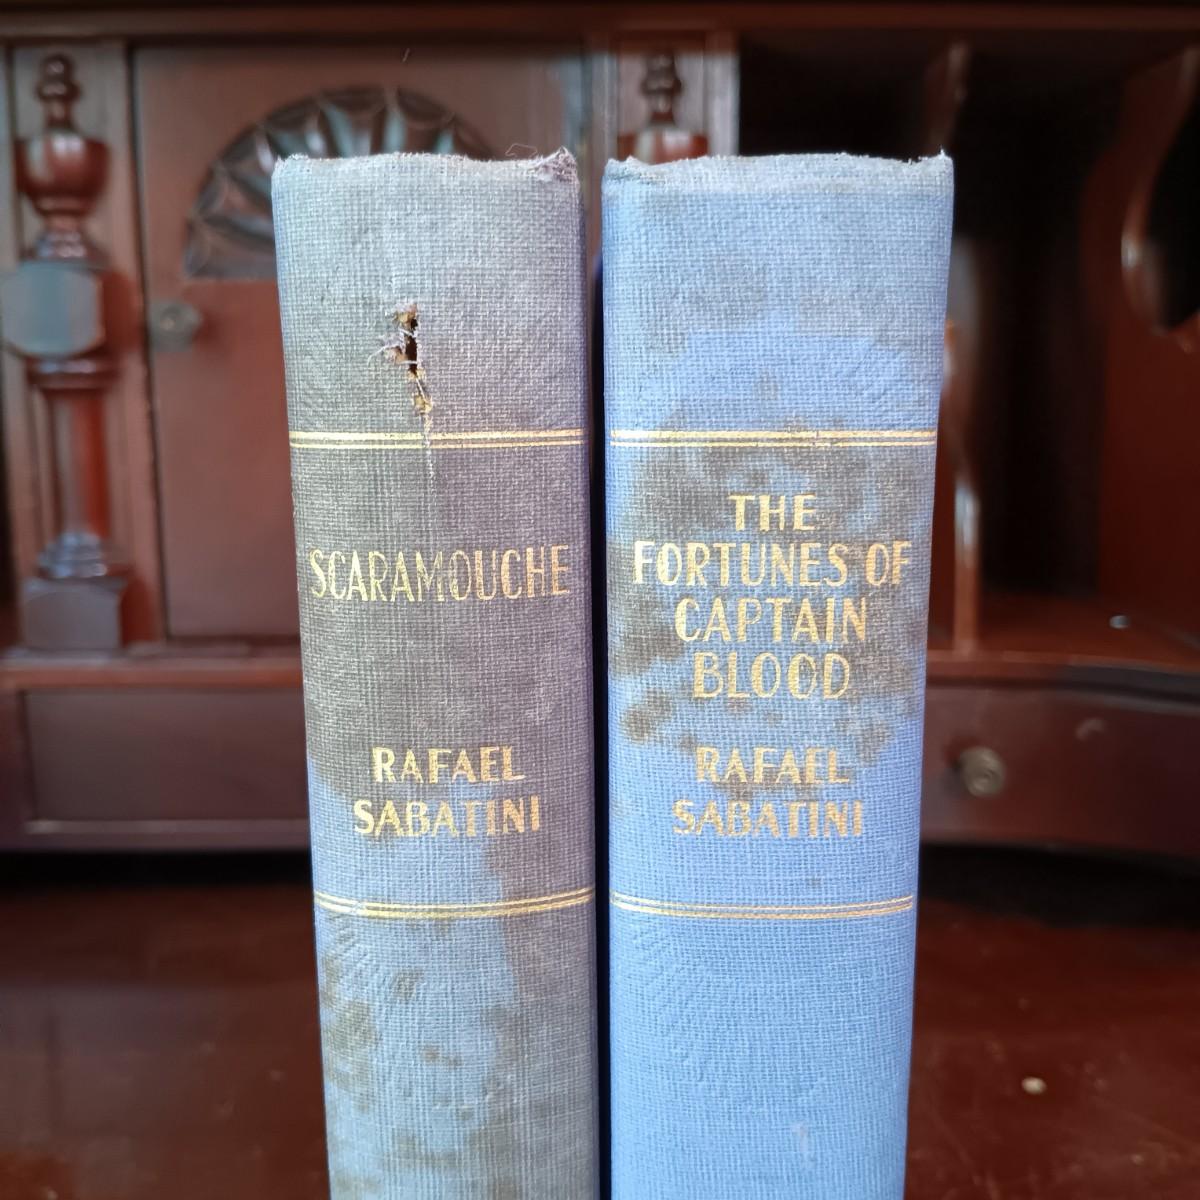 SCARAMOUCHE
RAFAEL
SABATINI
THE
FORTUNES OF
CAPTAIN
BLOOD
RAFAEL
SABATINI